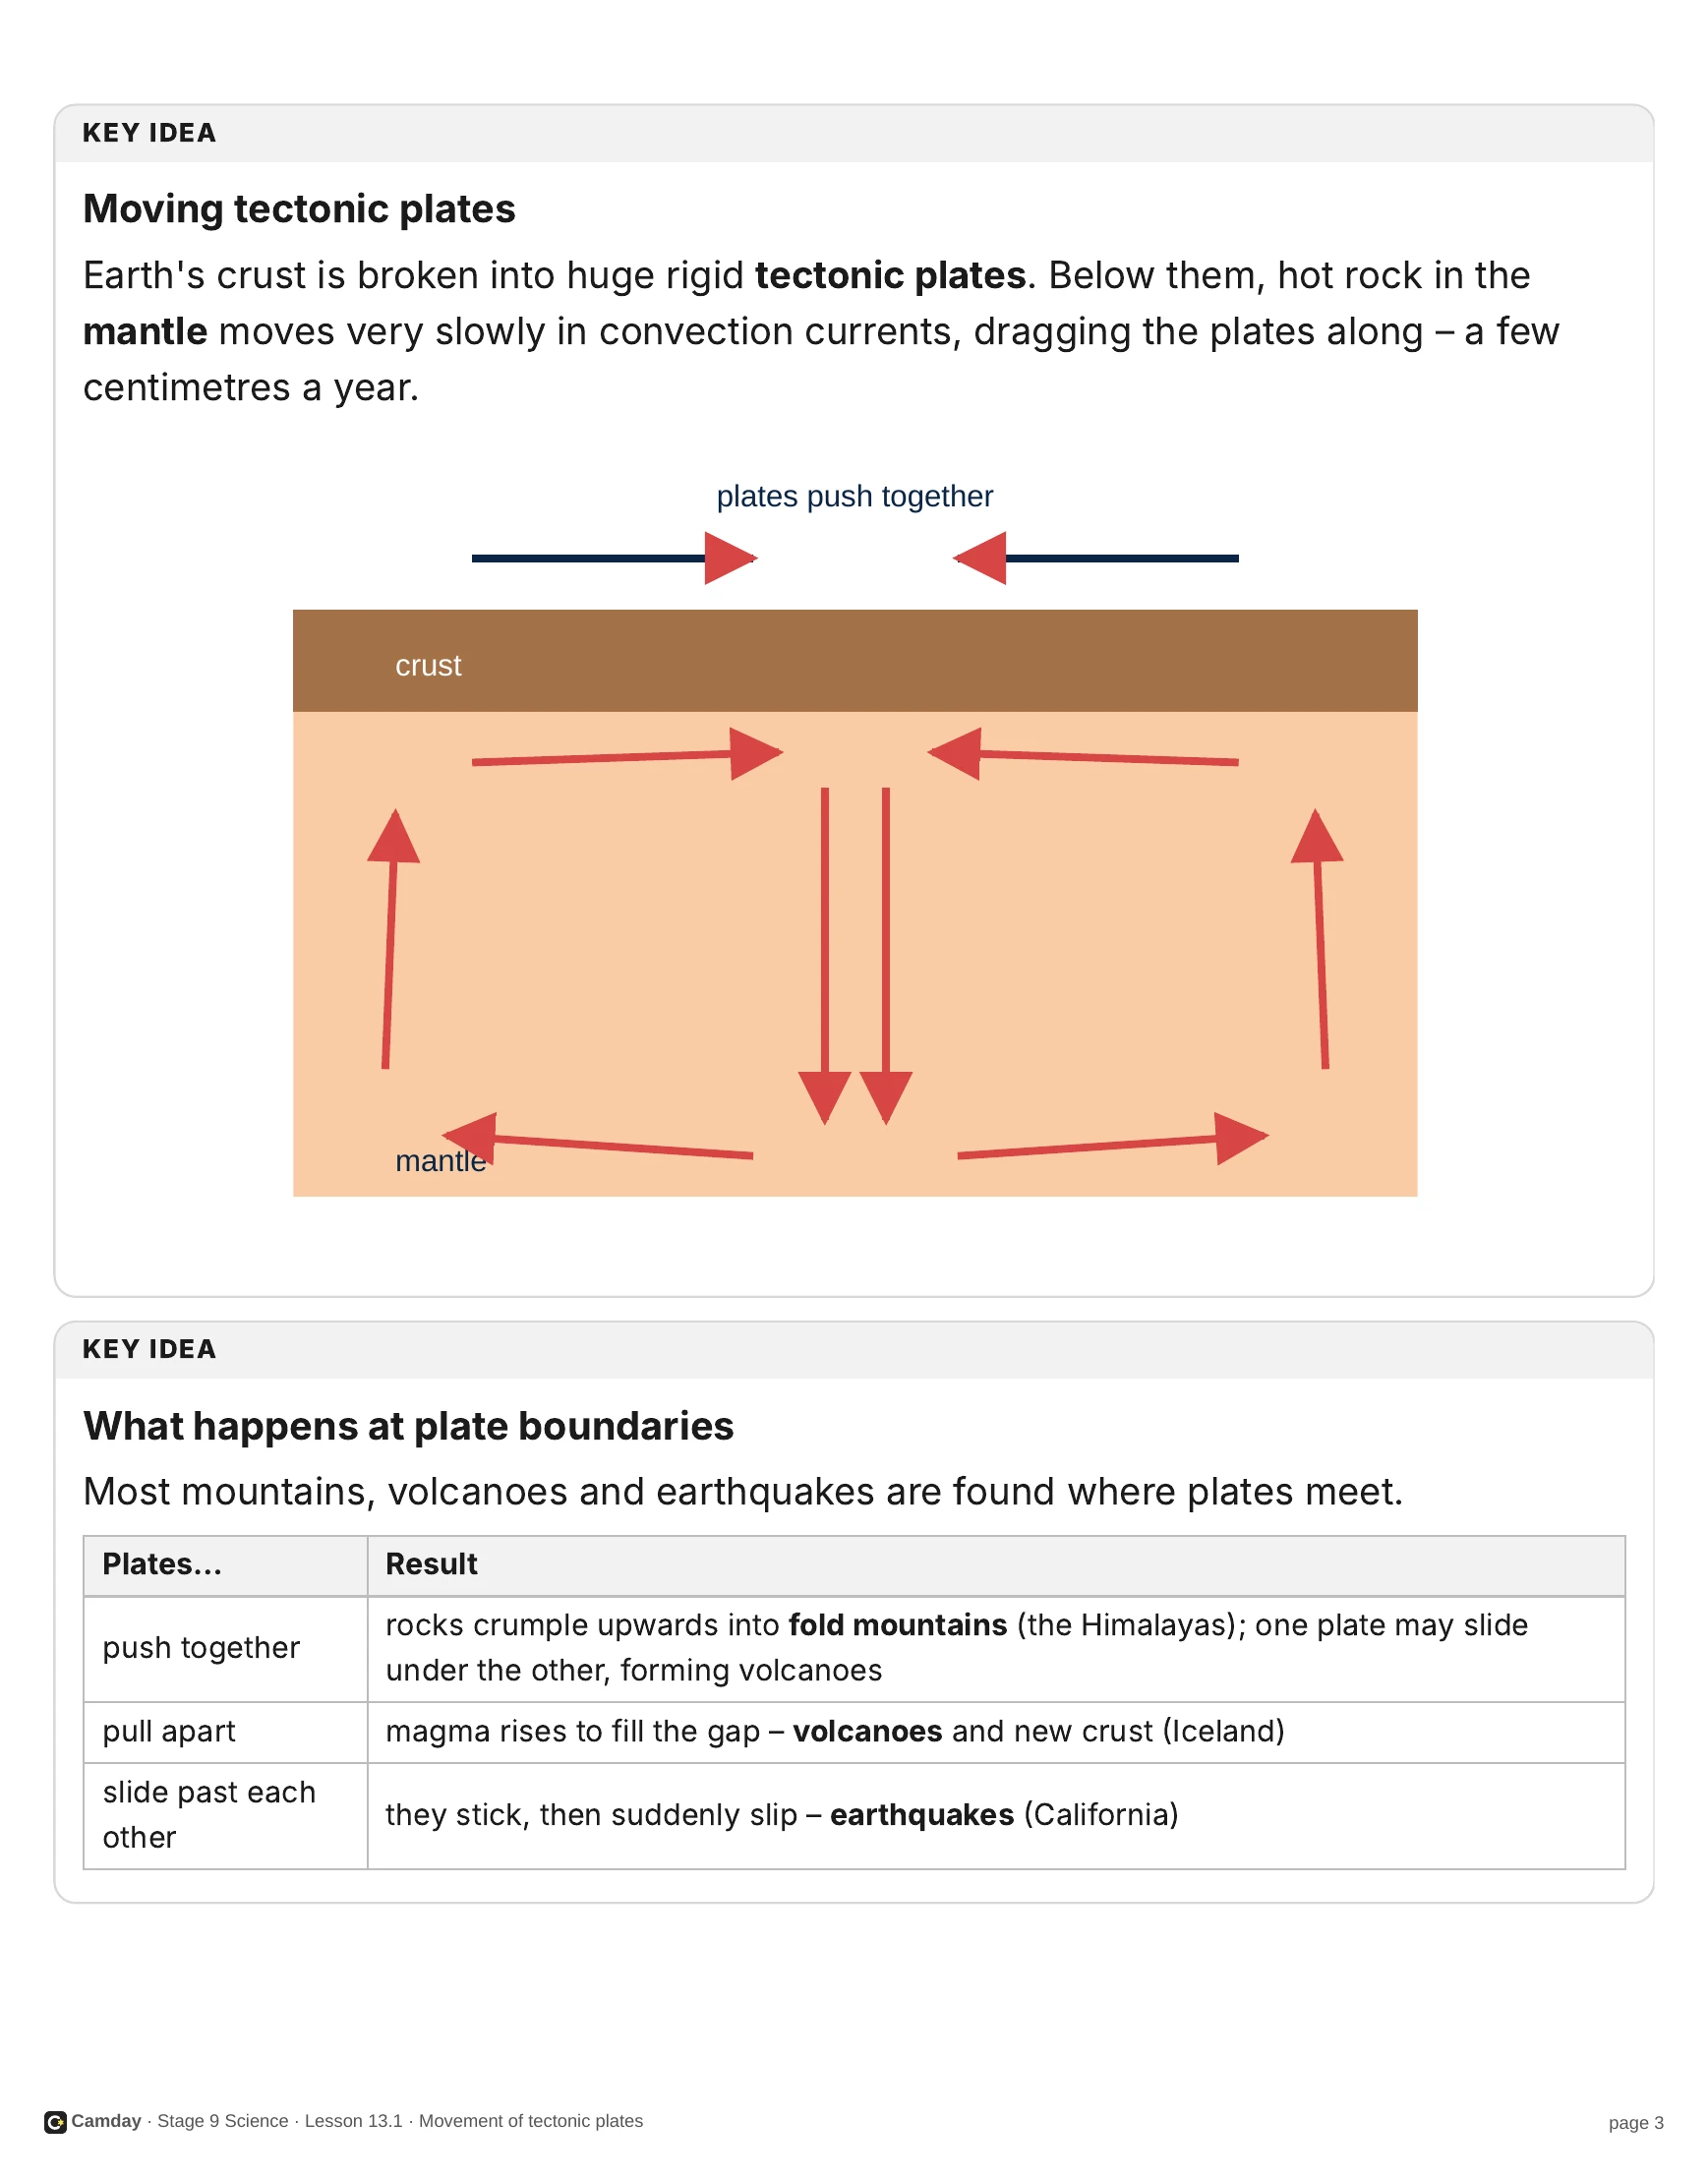 KEY IDEA
Moving tectonic plates
Earth's crust is broken into huge rigid tectonic plates. Below them, hot rock in the
mantle moves very slowly in convection currents, dragging the plates along – a few
centimetres a year.
plates push together
crust
mantle
KEY IDEA
What happens at plate boundaries
Most mountains, volcanoes and earthquakes are found where plates meet.
Plates... Result
push together rocks crumple upwards into fold mountains (the Himalayas); one plate may slide
under the other, forming volcanoes
pull apart magma rises to fill the gap – volcanoes and new crust (Iceland)
slide past each
other they stick, then suddenly slip – earthquakes (California)
Camday · Stage 9 Science · Lesson 13.1 · Movement of tectonic plates page 3